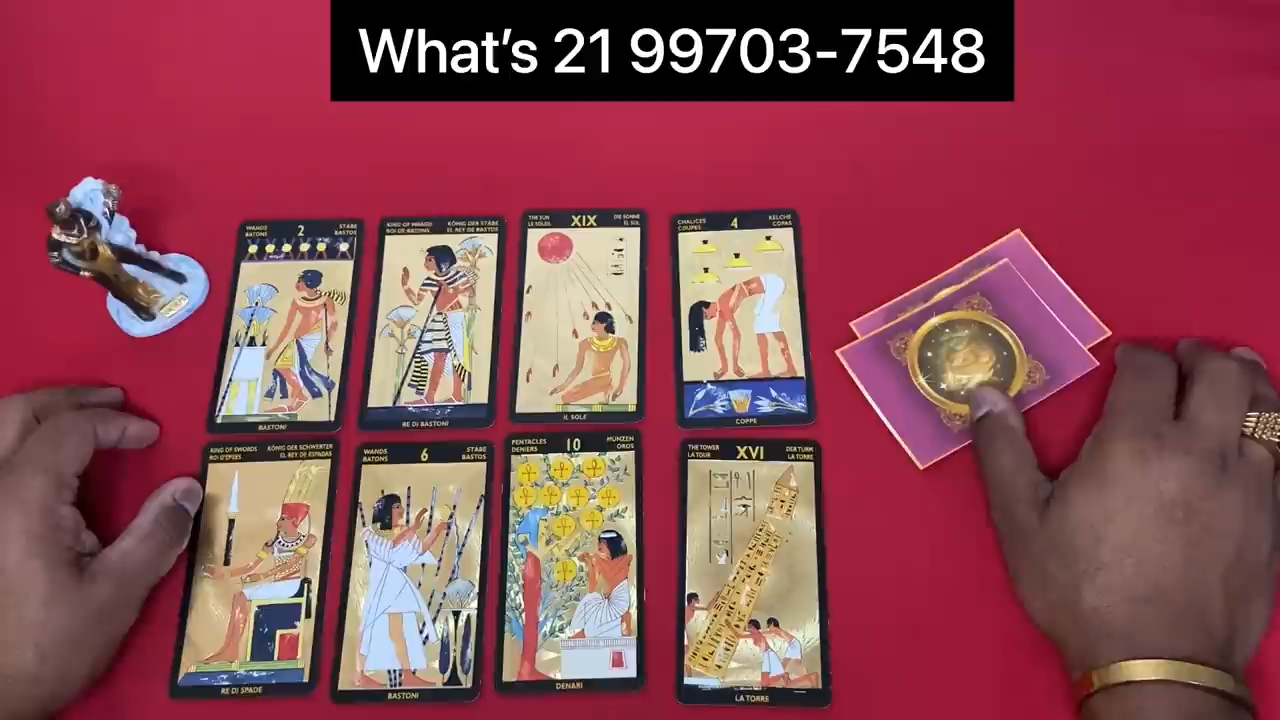 What's 21 99703-7548
WANDS
BATONS
2
STÄBE
BASTOS
BASTONI
KING OF WANDS
ROI DE BATONS
KÖNIG DER STÄBE
EL REY DE BASTOS
RE DI BASTONI
THE SUN
LE SOLEIL
XIX
DIE SONNE
EL SOL
IL SOLE
CHALICES
COUPES
4
KELCHE
COPAS
COPPE
KING OF SWORDS
ROI D'EPEES
KÖNIG DER SCHWERTER
EL REY DE ESPADAS
RE DI SPADE
WANDS
BATONS
6
STÄBE
BASTOS
BASTONI
PENTACLES
DENIERS
10
MÜNZEN
OROS
DENARI
THE TOWER
LA TOUR
XVI
DER TURM
LA TORRE
LA TORRE